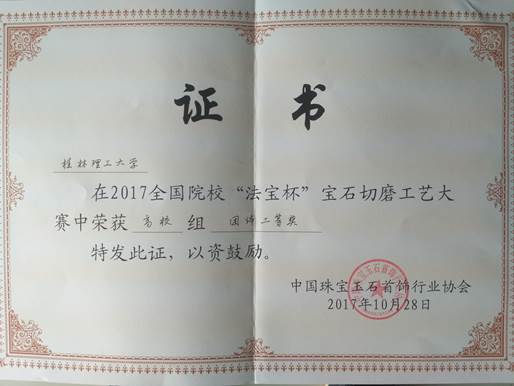 证书
桂林理工大学
在2017全国院校“法宝杯”宝石切磨工艺大
赛中荣获 高校 组 团体二等奖
特发此证，以资鼓励。
中国珠宝玉石首饰行业协会
2017年10月28日